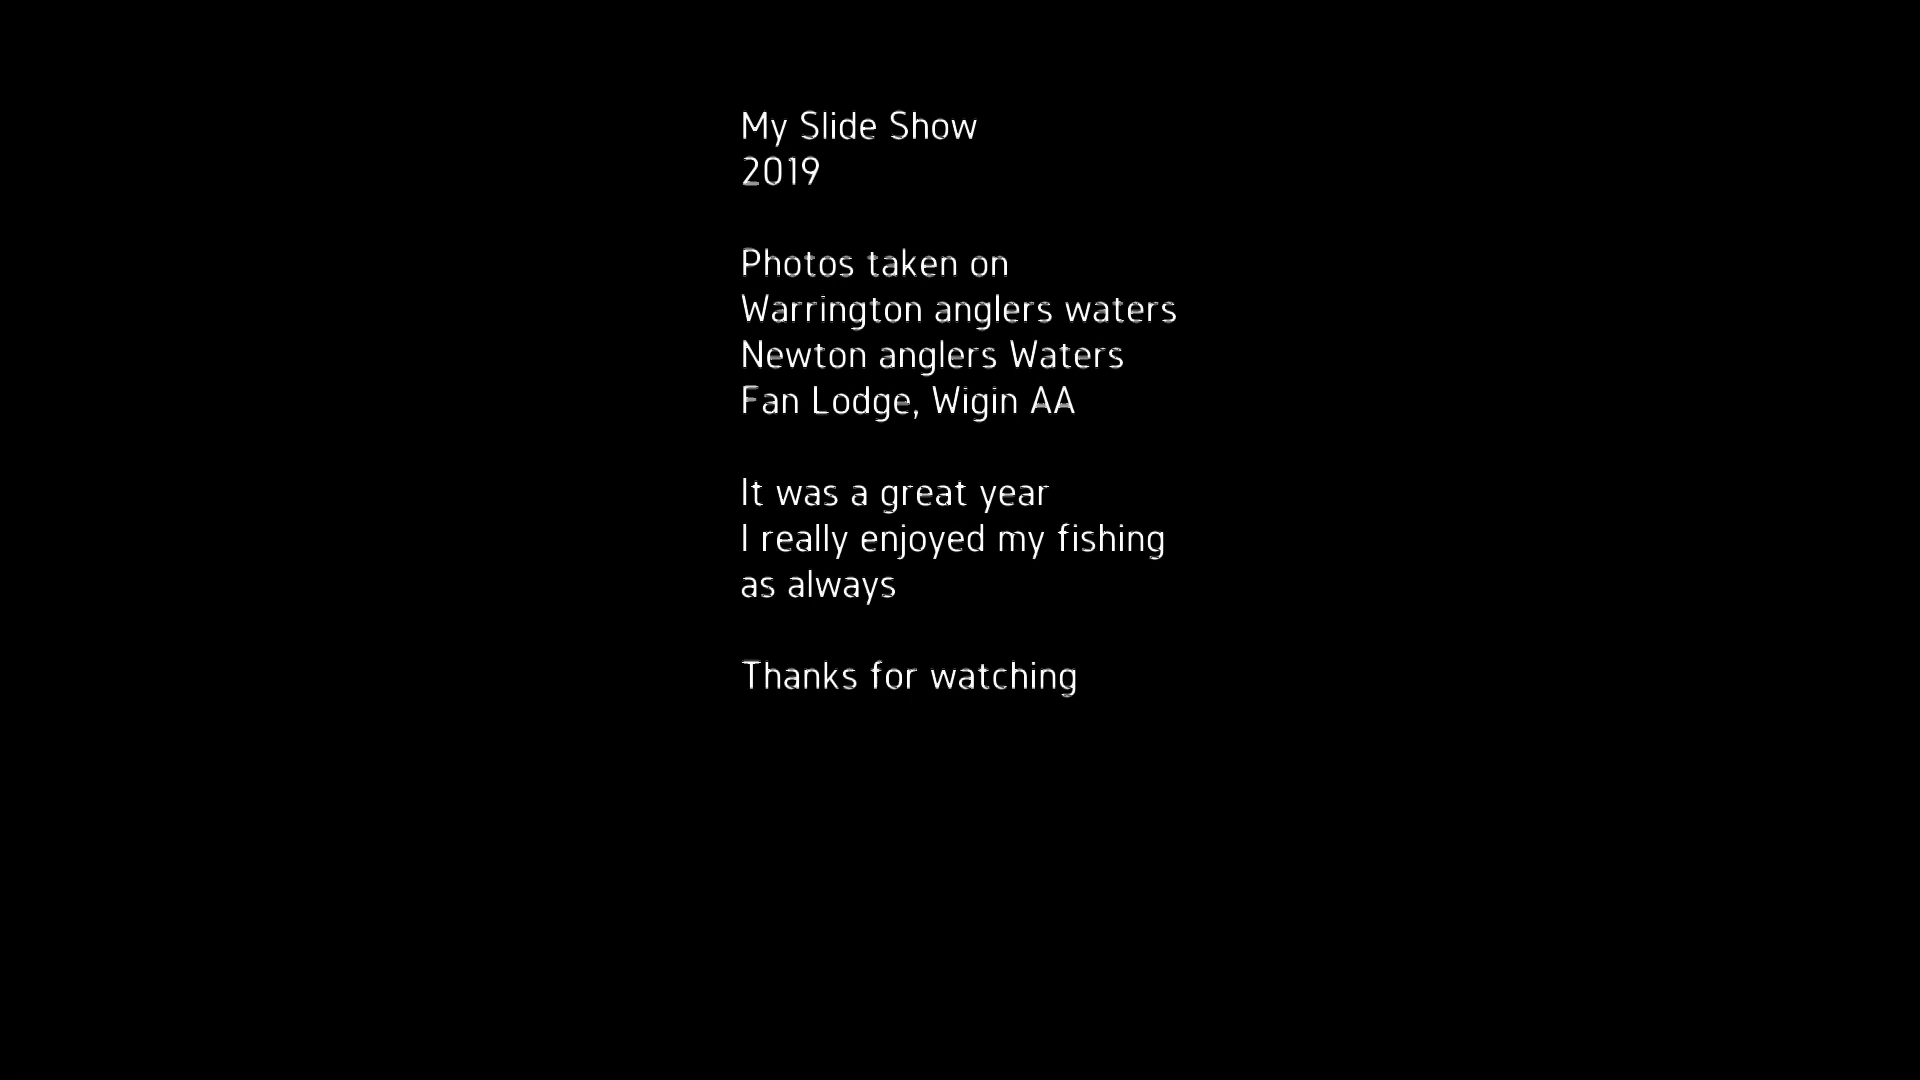 My Slide Show
2019
Photos taken on
Warrington anglers waters
Newton anglers Waters
Fan Lodge, Wigin AA
It was a great year
I really enjoyed my fishing
as always
Thanks for watching